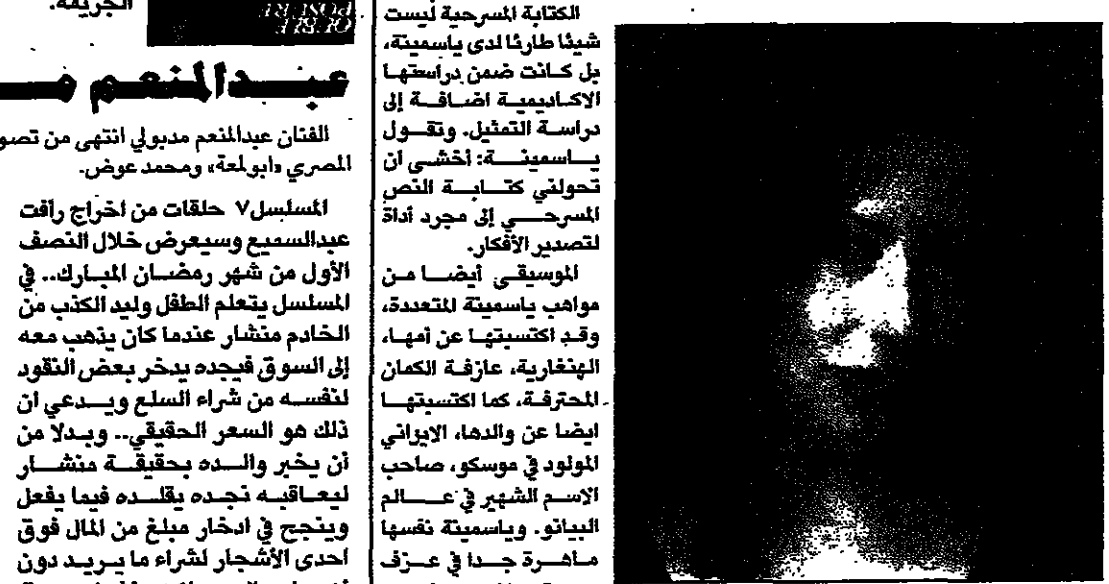 الكتابة المسرحية ليست
شيئا طارئا لدى ياسمينة،
بل كانت ضمن دراستها
الاكاديمية اضافة إلى
دراسة التمثيل. وتقول
ياسمينة: أخشى ان
تحولني كتابة النص
المسرحي إلى مجرد أداة
لتصدير الأفكار.
الموسيقى أيضا من
مواهب ياسمينة المتعددة،
وقد اكتسبتها عن أمها،
الهنغارية، عازفة الكمان
المحترفة، كما اكتسبتها
ايضا عن والدها، الايراني
المولود في موسكو، صاحب
الاسم الشهير في عالم
البيانو. وياسمينة نفسها
ماهرة جدا في عزف
الجريمة.
عبدالمنعم
الفنان عبدالمنعم مدبولي انتهى من
المصري «ابولمعة» ومحمد عوض.
المسلسل ٧ حلقات من اخراج رأفت
عبدالسميع وسيعرض خلال النصف
الأول من شهر رمضان المبارك.. في
المسلسل يتعلم الطفل وليد الكذب من
الخادم منشار عندما كان يذهب معه
إلى السوق فيجده يدخر بعض النقود
لنفسه من شراء السلع ويدعي ان
ذلك هو السعر الحقيقي.. وبدلا من
أن يخبر والده بحقيقة منشار
ليعاقبه نجده يقلده فيما يفعل
وينجح في ادخار مبلغ من المال فوق
احدى الأشجار لشراء ما يريد دون